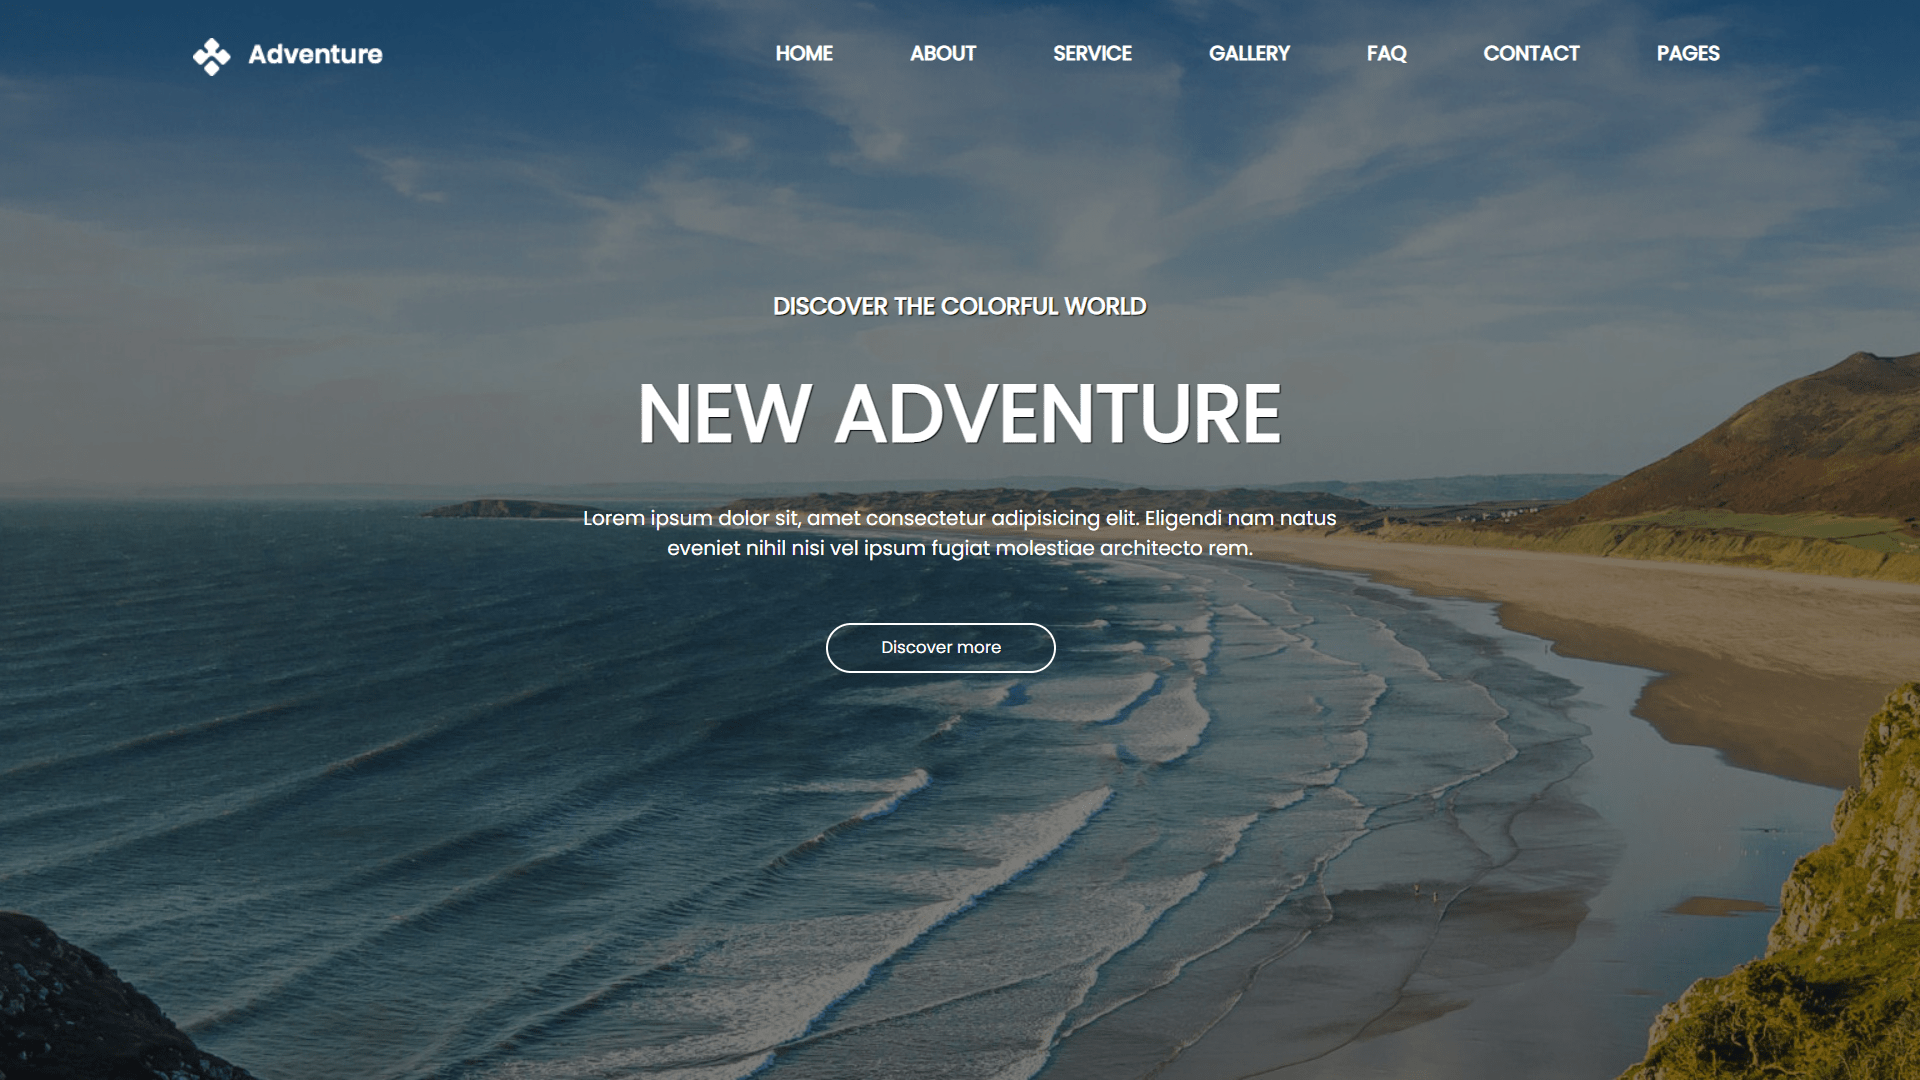 Adventure
HOME ABOUT SERVICE GALLERY FAQ CONTACT PAGES
DISCOVER THE COLORFUL WORLD
NEW ADVENTURE
Lorem ipsum dolor sit, amet consectetur adipisicing elit. Eligendi nam natus
eveniet nihil nisi vel ipsum fugiat molestiae architecto rem.
Discover more